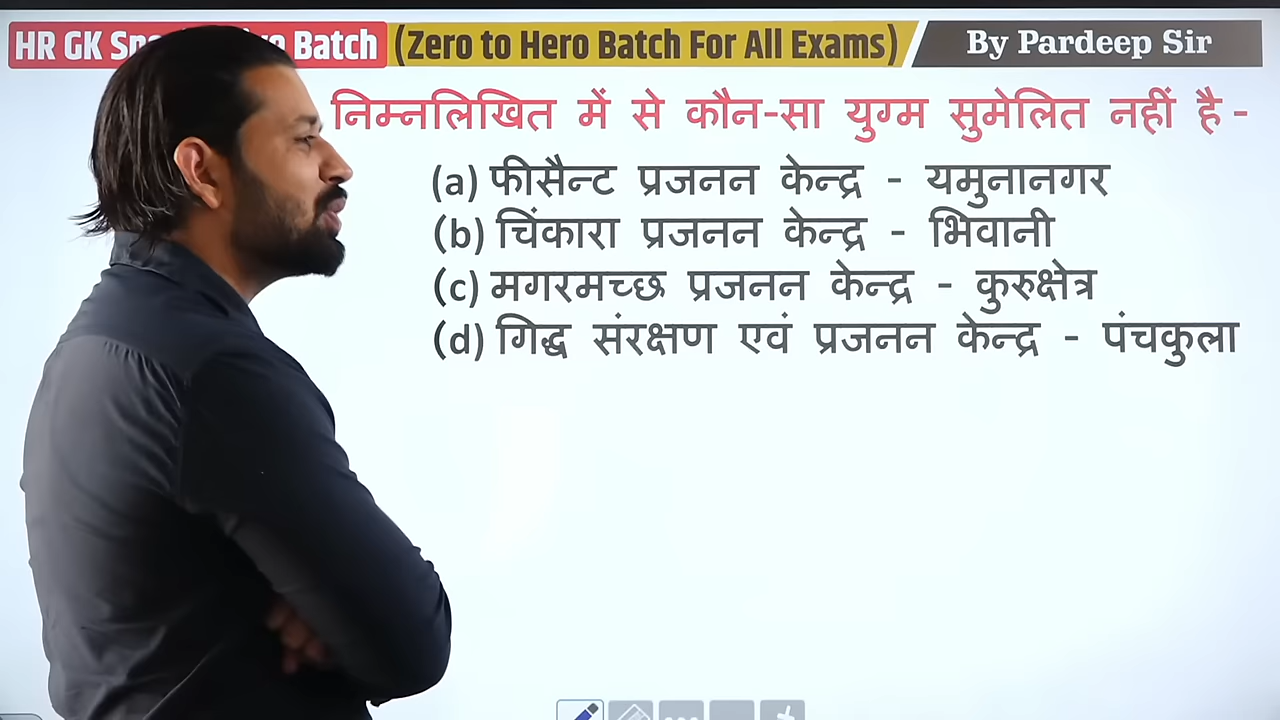 HR GK Batch (Zero to Hero Batch For All Exams) By Pardeep Sir
निम्नलिखित में से कौन-सा युग्म सुमेलित नहीं है -
(a) फीसैन्ट प्रजनन केन्द्र - यमुनानगर
(b) चिंकारा प्रजनन केन्द्र - भिवानी
(c) मगरमच्छ प्रजनन केन्द्र - कुरुक्षेत्र
(d) गिद्ध संरक्षण एवं प्रजनन केन्द्र - पंचकुला